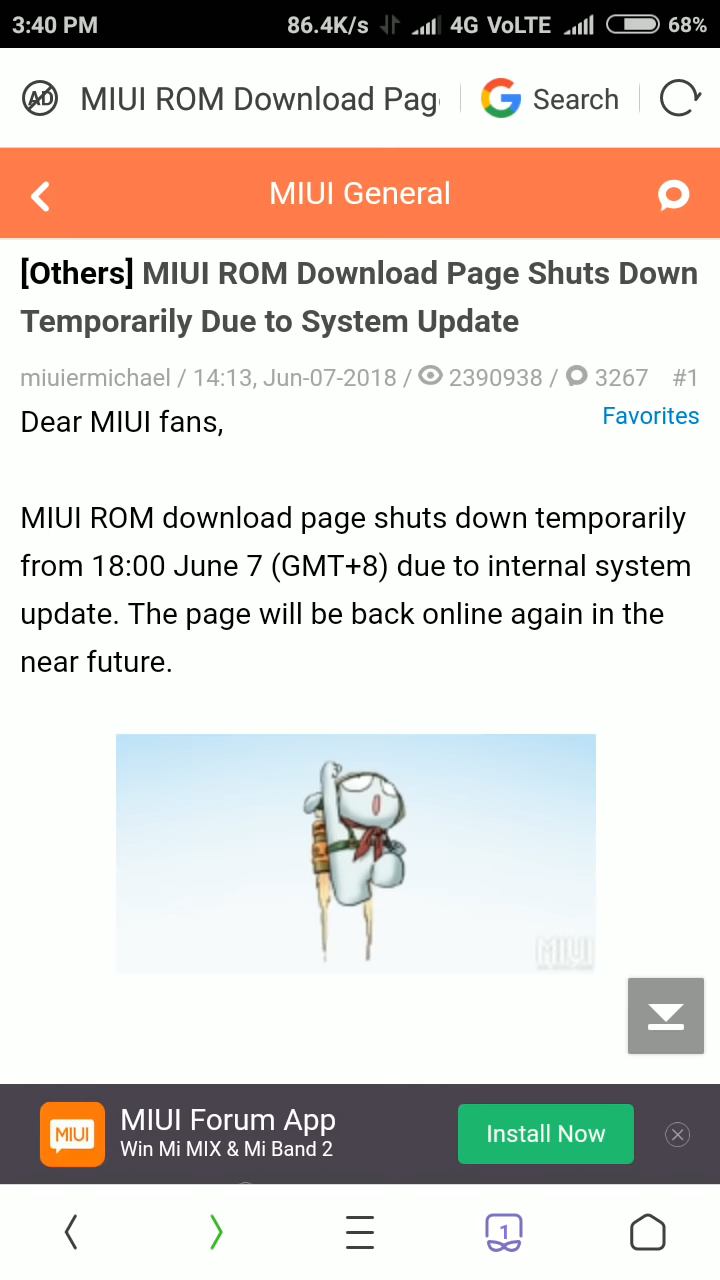 3:40 PM 86.4K/s 4G VoLTE 68%
AD MIUI ROM Download Pag Search
MIUI General
[Others] MIUI ROM Download Page Shuts Down
Temporarily Due to System Update
miuiermichael / 14:13, Jun-07-2018 / 2390938 / 3267 #1
Dear MIUI fans, Favorites
MIUI ROM download page shuts down temporarily
from 18:00 June 7 (GMT+8) due to internal system
update. The page will be back online again in the
near future.
MIUI
MIUI Forum App
MIUI Install Now
Win Mi MIX & Mi Band 2
1